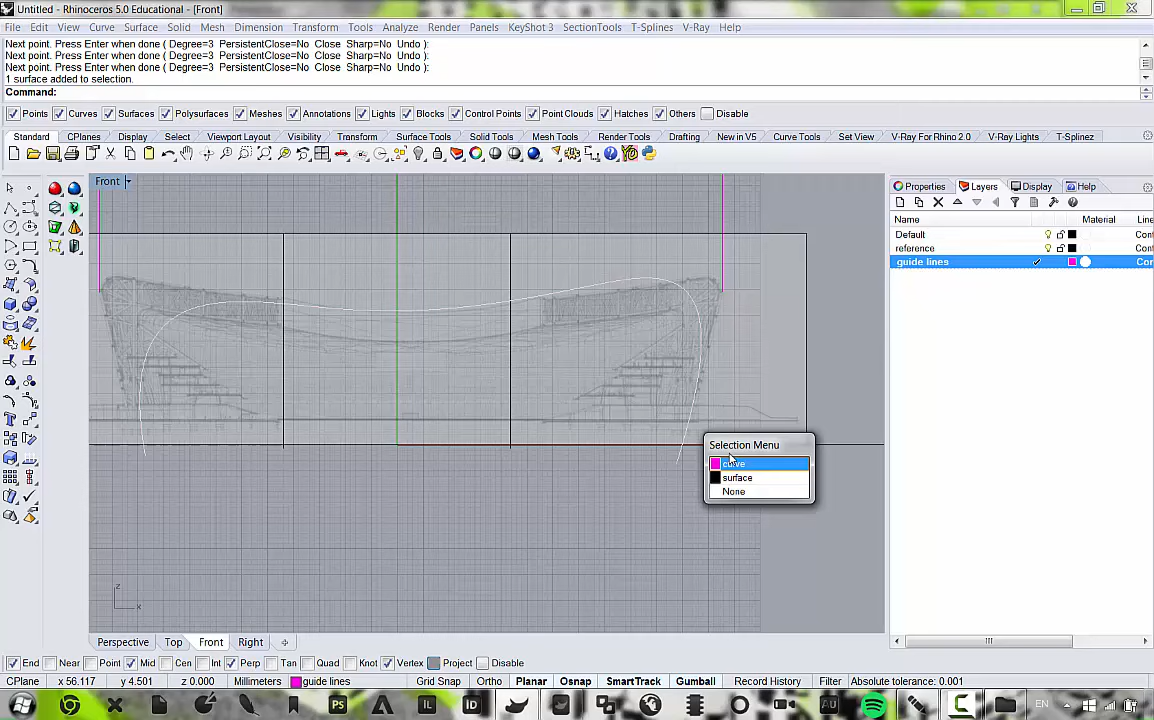 Untitled - Rhinoceros 5.0 Educational - [Front]
File Edit View Curve Surface Solid Mesh Dimension Transform Tools Analyze Render Panels KeyShot 3 SectionTools T-Splines V-Ray Help
Next point. Press Enter when done ( Degree=3 PersistentClose=No Close Sharp=No Undo ):
Next point. Press Enter when done ( Degree=3 PersistentClose=No Close Sharp=No Undo ):
Next point. Press Enter when done ( Degree=3 PersistentClose=No Close Sharp=No Undo ):
1 surface added to selection.
Command:
Points Curves Surfaces Polysurfaces Meshes Annotations Lights Blocks Control Points Point Clouds Hatches Others Disable
Standard CPlanes Display Select Viewport Layout Visibility Transform Surface Tools Solid Tools Mesh Tools Render Tools Drafting New in V5 Curve Tools Set View V-Ray For Rhino 2.0 V-Ray Lights T-Splinez
Front
Properties Layers Display Help
Name Material Line
Default Cont
reference Cont
guide lines Cor
Selection Menu
curve
surface
None
z
x
Perspective Top Front Right
End Near Point Mid Cen Int Perp Tan Quad Knot Vertex Project Disable
CPlane x 56.117 y 4.501 z 0.000 Millimeters guide lines Grid Snap Ortho Planar Osnap SmartTrack Gumball Record History Filter Absolute tolerance: 0.001
PS IL ID AU EN